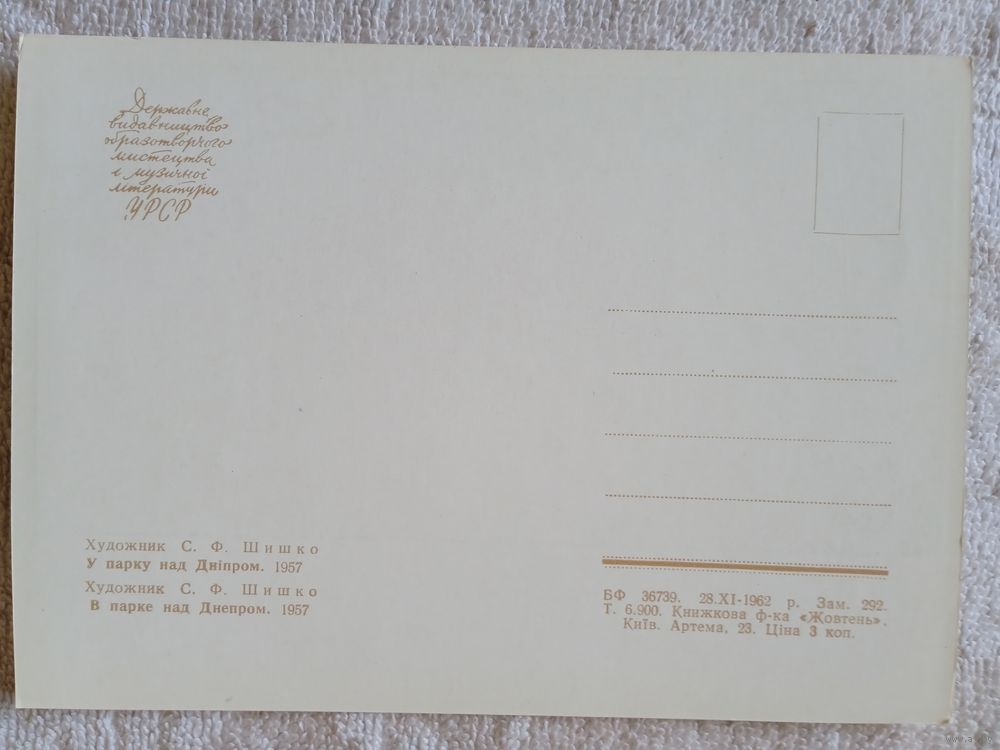 Державне
видавництво
образотворчого
мистецтва
і музичної
літератури
УРСР
Художник С. Ф. Шишко
У парку над Дніпром. 1957
Художник С. Ф. Шишко
В парке над Днепром. 1957
БФ 36739. 28.XI-1962 р. Зам. 292.
Т. 6.900. Книжкова ф-ка «Жовтень».
Київ. Артема, 23. Ціна 3 коп.